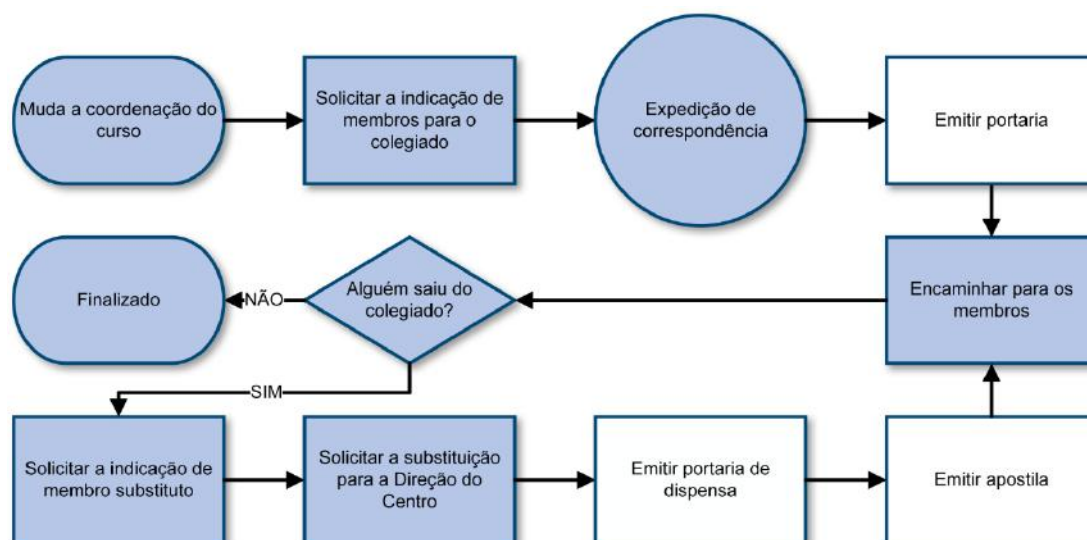 Muda a coordenação do
curso
Solicitar a indicação de
membros para o
colegiado
Expedição de
correspondência
Emitir portaria
Finalizado
NÃO
Alguém saiu do
colegiado?
Encaminhar para os
membros
SIM
Solicitar a indicação de
membro substituto
Solicitar a substituição
para a Direção do
Centro
Emitir portaria de
dispensa
Emitir apostila